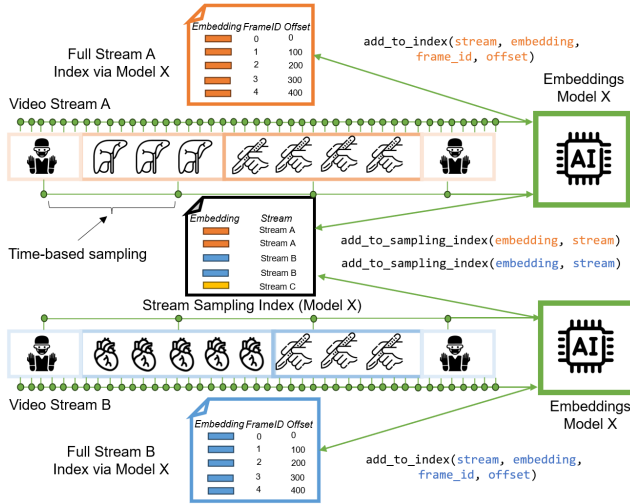 Full Stream A
Index via Model X
Embedding FrameID Offset
0 0
1 100
2 200
3 300
4 400
add_to_index(stream, embedding,
frame_id, offset)
Embeddings
Model X
Video Stream A
AI
Time-based sampling
Embedding Stream
Stream A
Stream A
Stream B
Stream B
Stream C
add_to_sampling_index(embedding, stream)
add_to_sampling_index(embedding, stream)
Stream Sampling Index (Model X)
AI
Video Stream B
Embeddings
Model X
Full Stream B
Index via Model X
Embedding FrameID Offset
0 0
1 100
2 200
3 300
4 400
add_to_index(stream, embedding,
frame_id, offset)